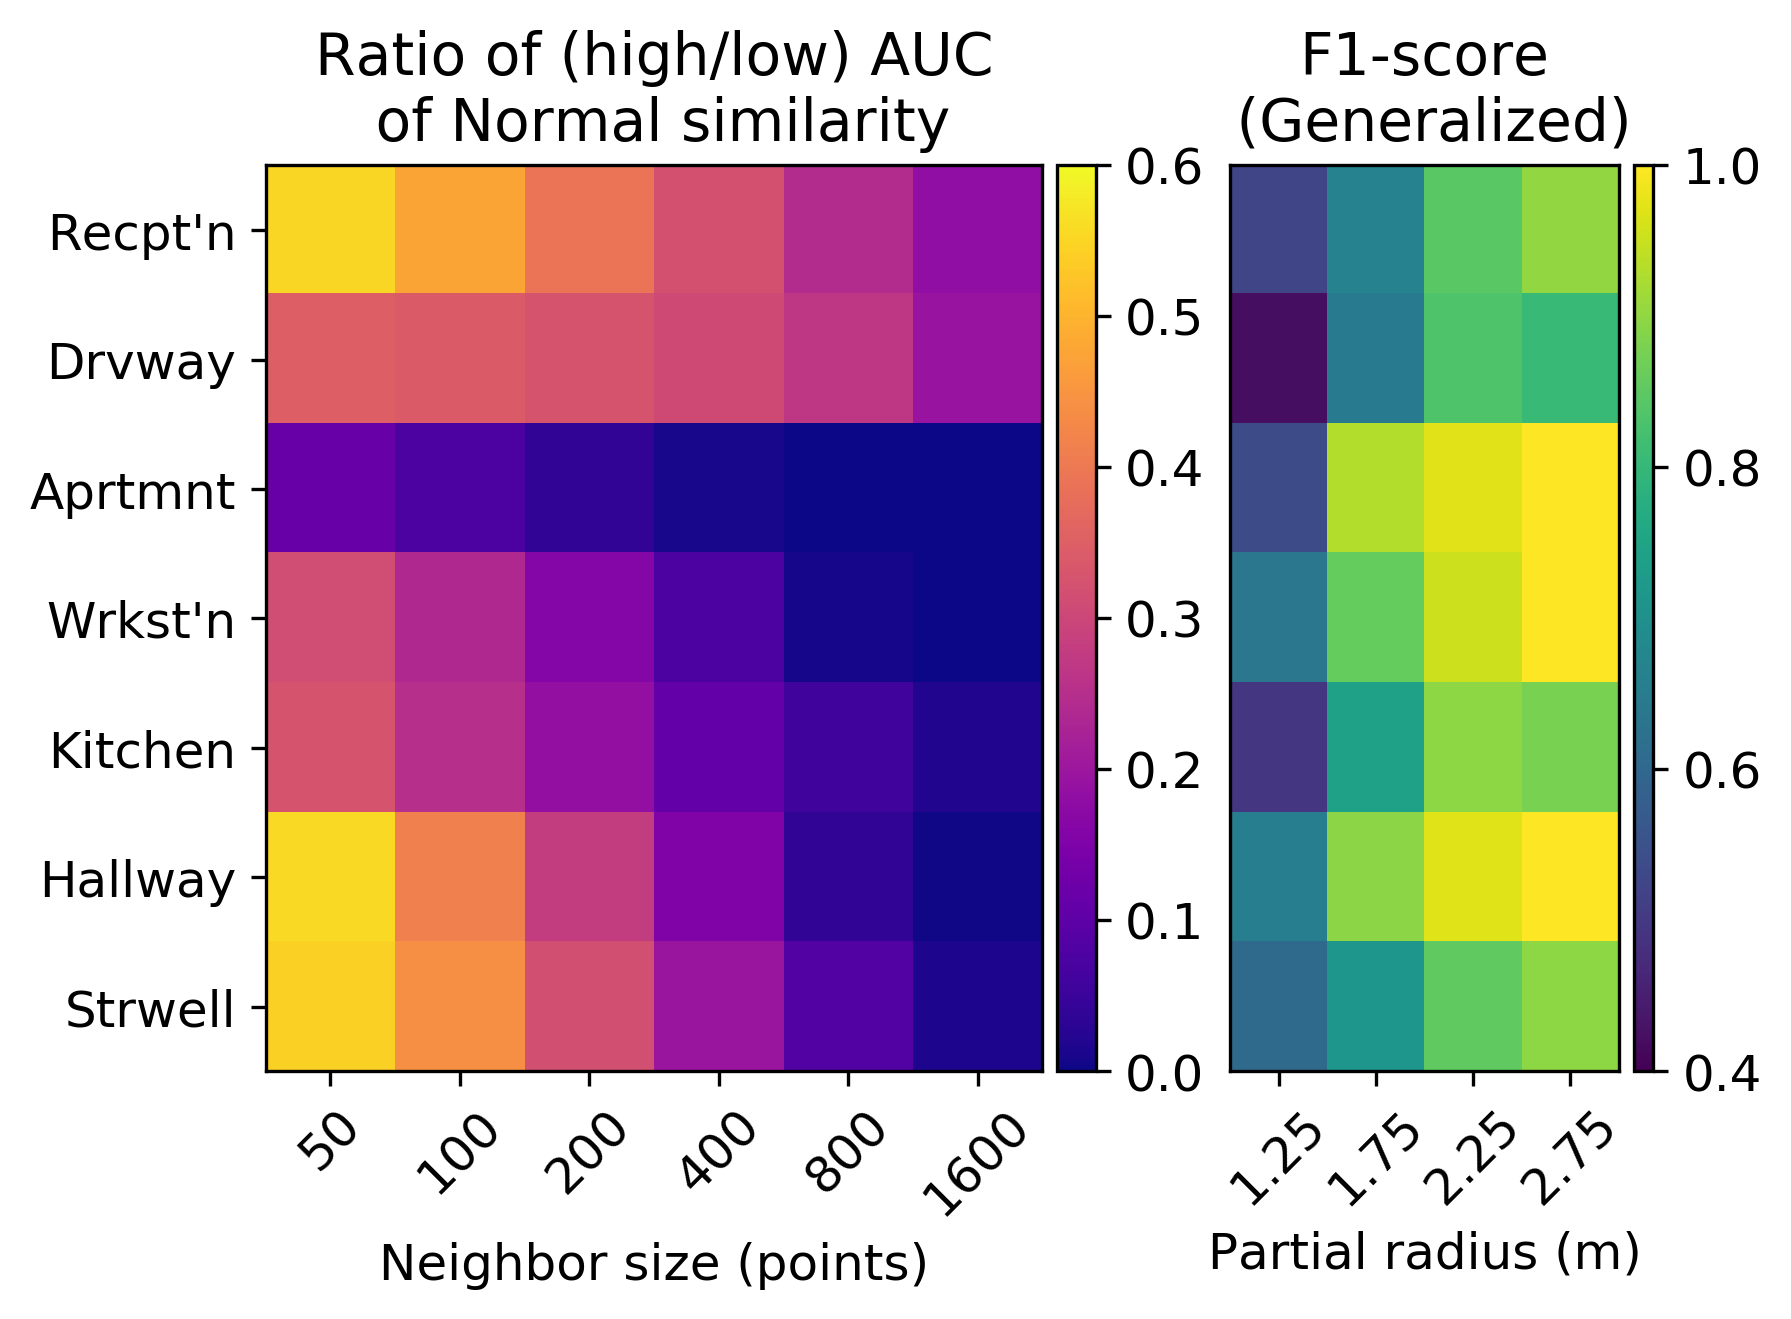 Ratio of (high/low) AUC
of Normal similarity
Recpt'n
Drvway
Aprtmnt
Wrkst'n
Kitchen
Hallway
Strwell
50
100
200
400
800
1600
Neighbor size (points)
0.6
0.5
0.4
0.3
0.2
0.1
0.0
F1-score
(Generalized)
1.25
1.75
2.25
2.75
Partial radius (m)
1.0
0.8
0.6
0.4